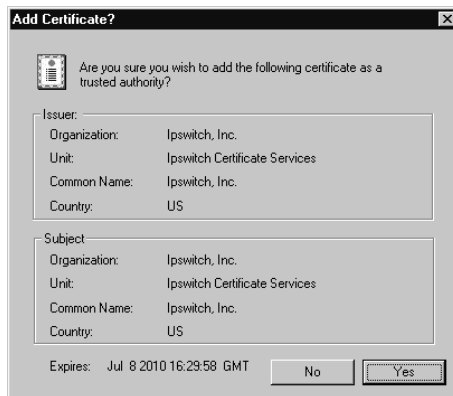 Add Certificate?
Are you sure you wish to add the following certificate as a
trusted authority?
Issuer:
Organization: Ipswitch, Inc.
Unit: Ipswitch Certificate Services
Common Name: Ipswitch, Inc.
Country: US
Subject
Organization: Ipswitch, Inc.
Unit: Ipswitch Certificate Services
Common Name: Ipswitch, Inc.
Country: US
Expires: Jul 8 2010 16:29:58 GMT
No Yes